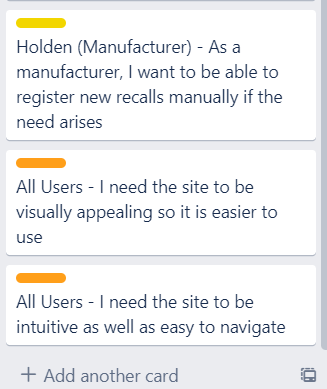 Holden (Manufacturer) - As a
manufacturer, I want to be able to
register new recalls manually if the
need arises
All Users - I need the site to be
visually appealing so it is easier to
use
All Users - I need the site to be
intuitive as well as easy to navigate
+ Add another card